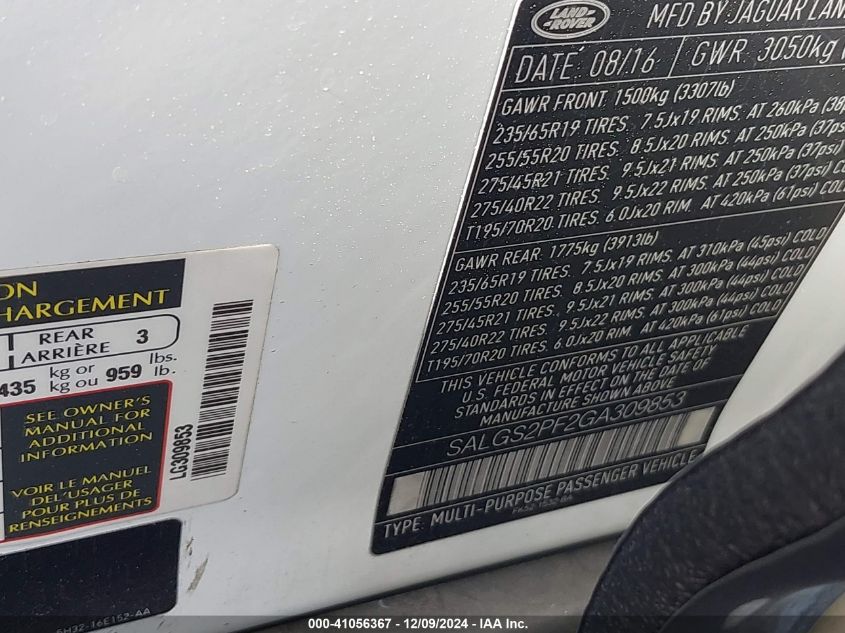 LAND-
ROVER
MFD BY JAGUAR LAN
DATE: 08/16 GWR: 3050kg
GAWR FRONT 1500kg (3307lb)
235/65R19 TIRES. 7.5Jx19 RIMS. AT 260kPa (38
255/55R20 TIRES. 8.5Jx20 RIMS. AT 250kPa (37psi)
275/45R21 TIRES. 9.5Jx21 RIMS. AT 250kPa (37psi)
275/40R22 TIRES. 9.5Jx22 RIMS. AT 250kPa (37psi) CO
T195/70R20 TIRES. 6.0Jx20 RIM. AT 420kPa (61psi) COLD
GAWR REAR: 1775kg (3913lb)
235/65R19 TIRES. 7.5Jx19 RIMS. AT 310kPa (45psi) COLD
255/55R20 TIRES. 8.5Jx20 RIMS. AT 300kPa (44psi) COLD
275/45R21 TIRES. 9.5Jx21 RIMS. AT 300kPa (44psi) COLD
275/40R22 TIRES. 9.5Jx22 RIMS. AT 300kPa (44psi) COLD
T195/70R20 TIRES. 6.0Jx20 RIM. AT 420kPa (61psi) COLD
THIS VEHICLE CONFORMS TO ALL APPLICABLE
U.S. FEDERAL MOTOR VEHICLE SAFETY
STANDARDS IN EFFECT ON THE DATE OF
MANUFACTURE SHOWN ABOVE
SALGS2PF2GA309853
TYPE: MULTI-PURPOSE PASSENGER VEHICLE
ON
HARGEMENT
REAR 3
ARRIÈRE
435 kg or 959 lbs.
kg ou lb.
SEE OWNER'S
MANUAL FOR
ADDITIONAL
INFORMATION
VOIR LE MANUEL
DEL'USAGER
POUR PLUS DE
RENSEIGNEMENTS
LG309853
5H32-16E152-AA
000-41056367 - 12/09/2024 - IAA Inc.